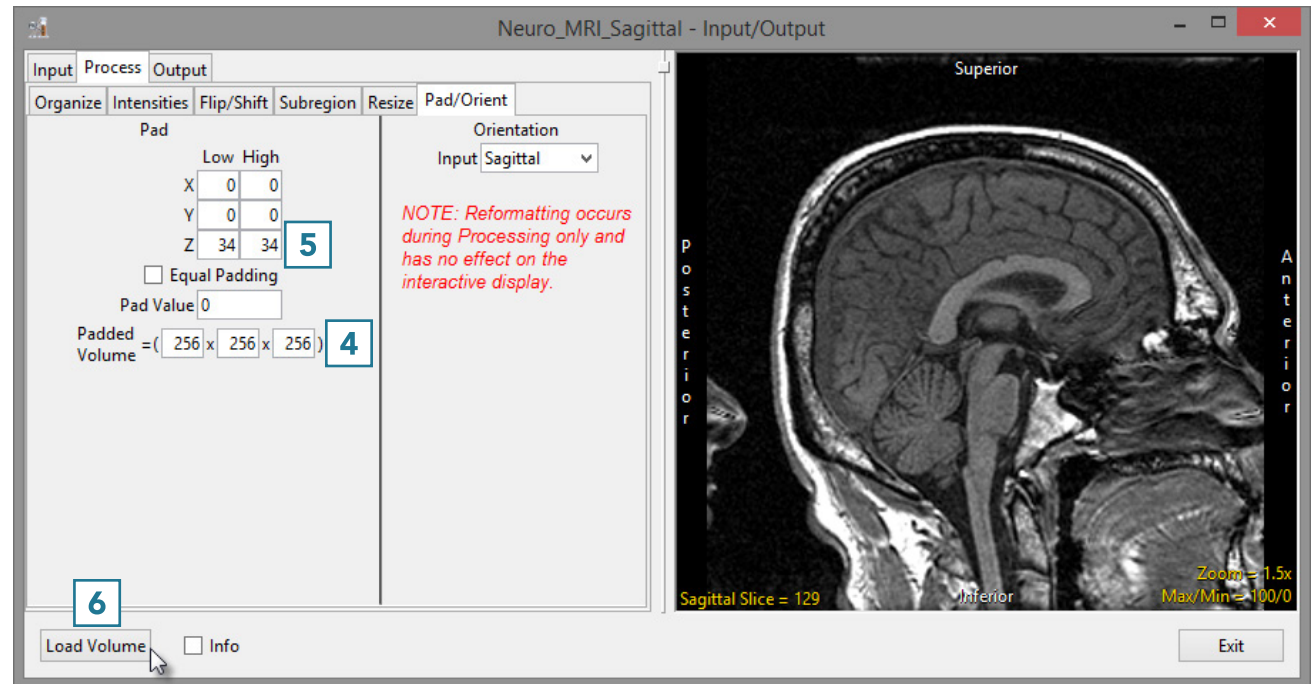 Neuro_MRI_Sagittal - Input/Output
Input Process Output
Organize Intensities Flip/Shift Subregion Resize Pad/Orient
Pad
Low High
X 0 0
Y 0 0
Z 34 34
5
Equal Padding
Pad Value 0
Padded Volume =( 256 x 256 x 256 )
4
Orientation
Input Sagittal
NOTE: Reformatting occurs
during Processing only and
has no effect on the
interactive display.
Superior
Posterior
Anterior
Inferior
Sagittal Slice = 129
Zoom = 1.5x
Max/Min = 100/0
6
Load Volume
Info
Exit